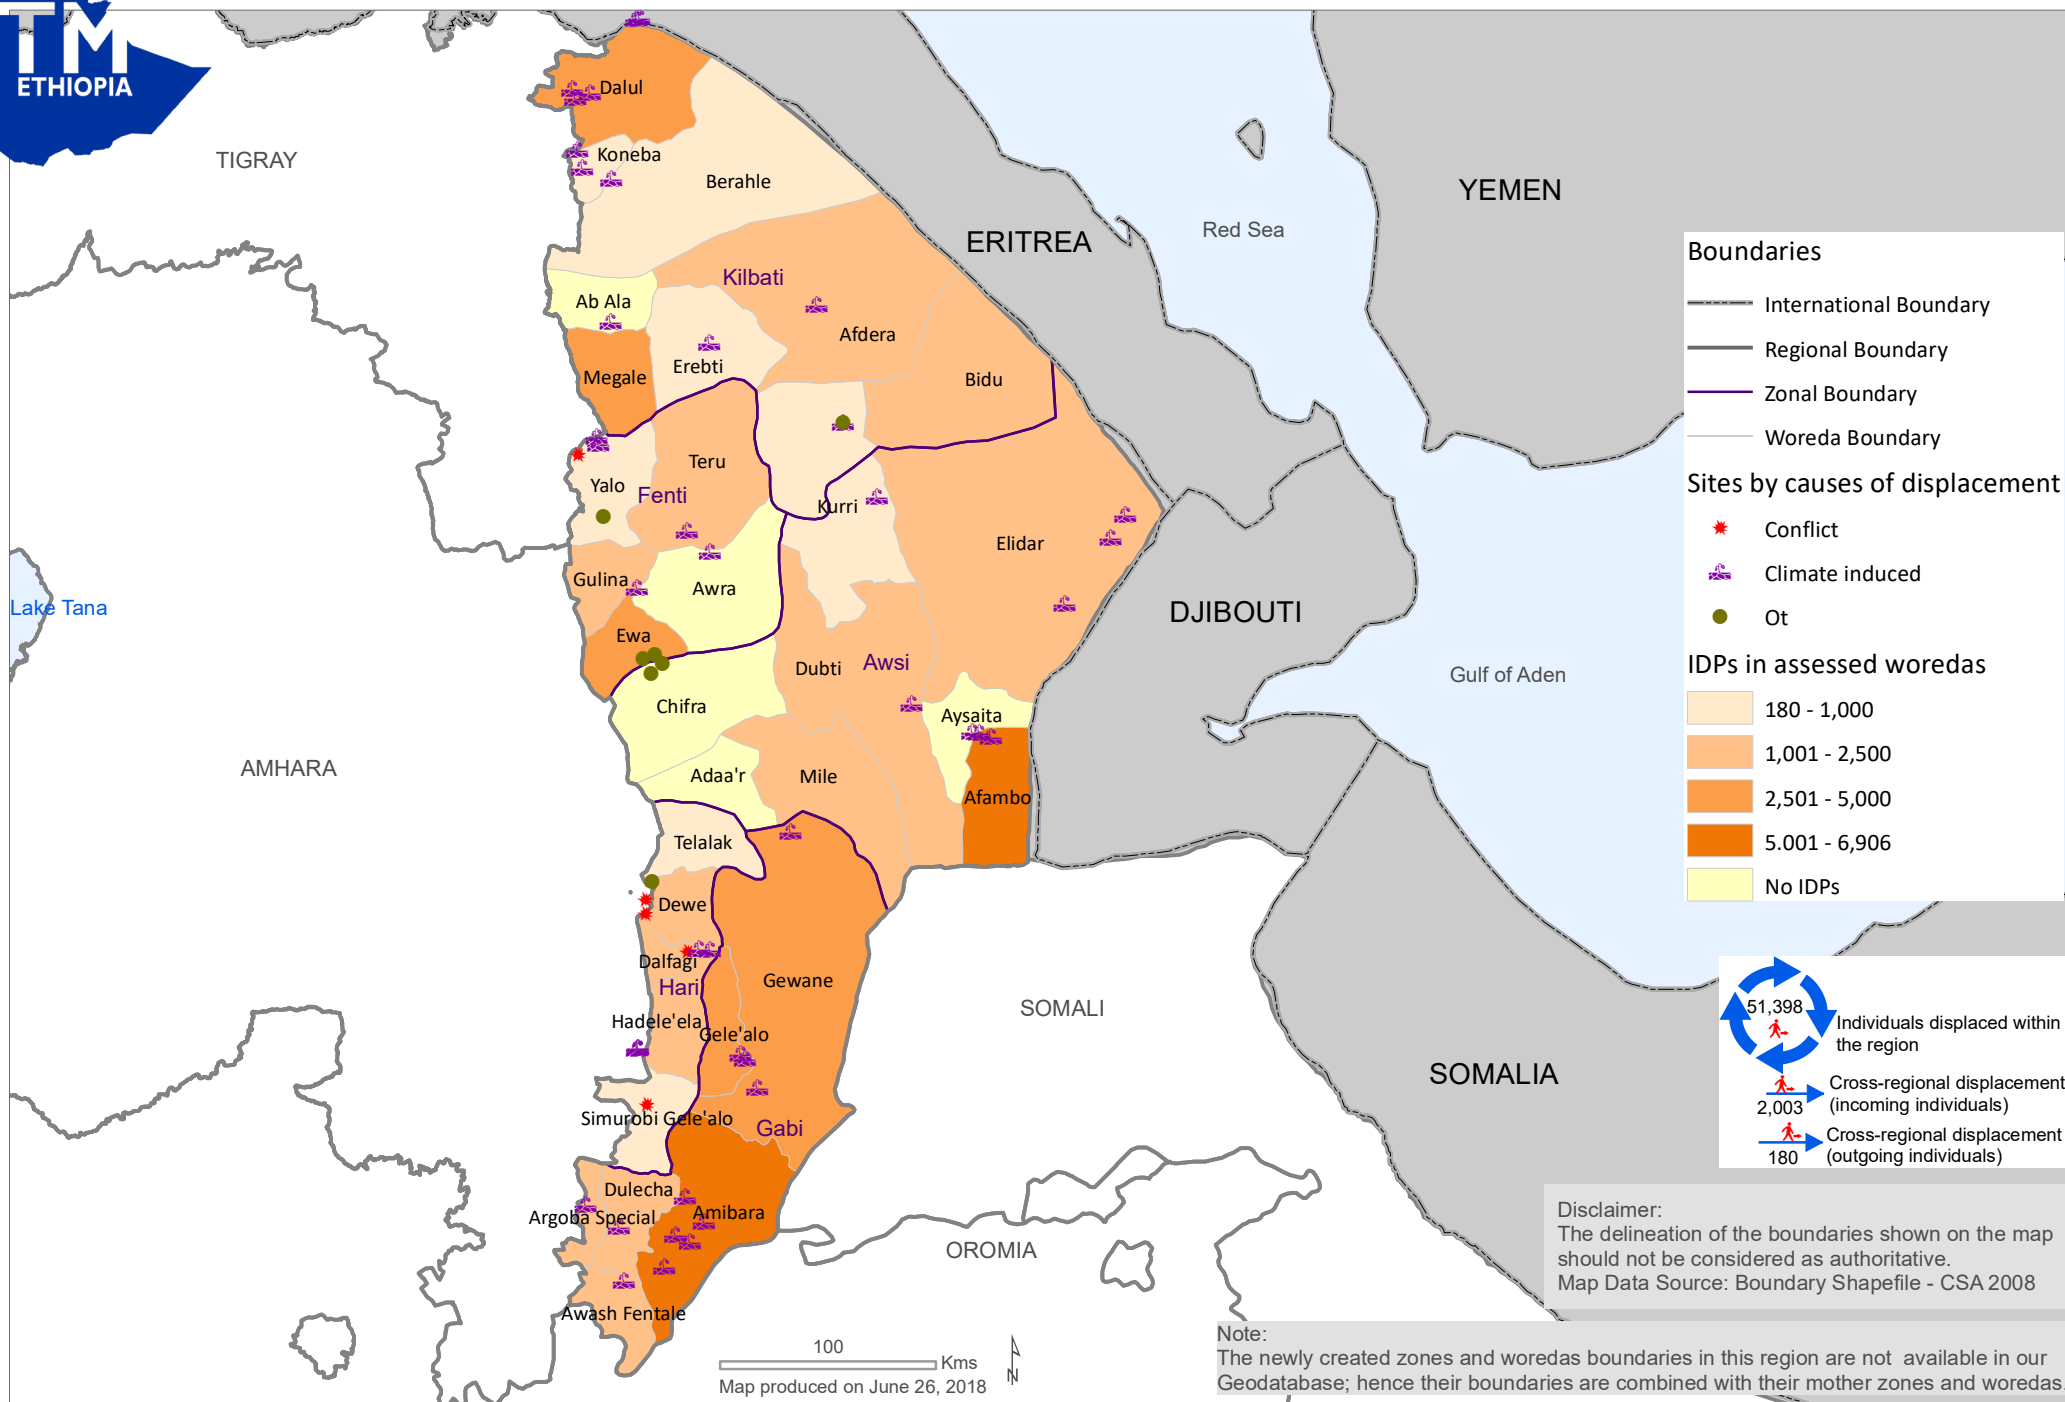 TM
ETHIOPIA
TIGRAY
AMHARA
Lake Tana
Dalul
Koneba
Berahle
Ab Ala
Kilbati
Afdera
Erebti
Megale
Bidu
Teru
Yalo
Fenti
Kurri
Elidar
Gulina
Awra
Ewa
Dubti
Awsi
Chifra
Aysaita
Adaa'r
Mile
Afambo
Telalak
Dewe
Dalfagi
Hari
Gewane
Hadele'ela
Gele'alo
Simurobi Gele'alo
Gabi
Dulecha
Argoba Special
Amibara
Awash Fentale
ERITREA
Red Sea
YEMEN
DJIBOUTI
Gulf of Aden
SOMALI
SOMALIA
OROMIA
Boundaries
International Boundary
Regional Boundary
Zonal Boundary
Woreda Boundary
Sites by causes of displacement
Conflict
Climate induced
Ot
IDPs in assessed woredas
180 - 1,000
1,001 - 2,500
2,501 - 5,000
5.001 - 6,906
No IDPs
51,398
Individuals displaced within
the region
2,003
Cross-regional displacement
(incoming individuals)
180
Cross-regional displacement
(outgoing individuals)
Disclaimer:
The delineation of the boundaries shown on the map
should not be considered as authoritative.
Map Data Source: Boundary Shapefile - CSA 2008
Note:
The newly created zones and woredas boundaries in this region are not available in our
Geodatabase; hence their boundaries are combined with their mother zones and woredas.
100
Kms
N
Map produced on June 26, 2018